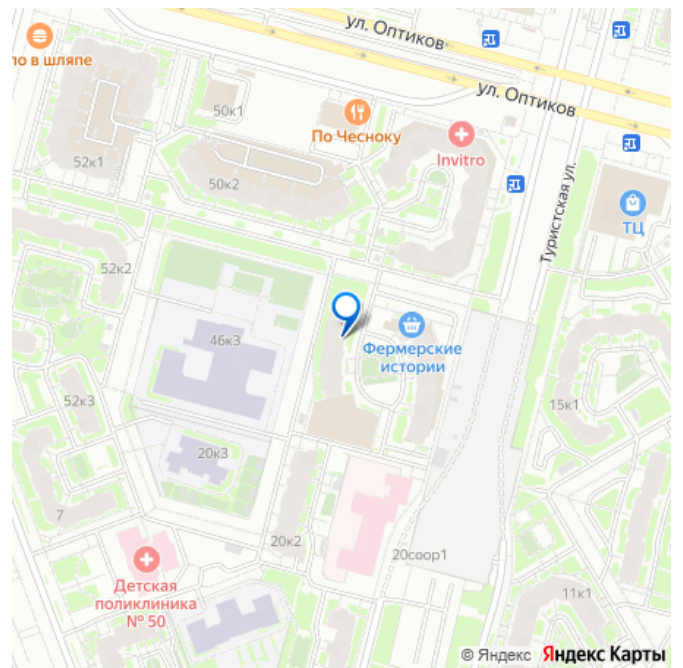 ул. Оптиков
по в шляпе
ул. Оптиков
50к1
По Чесноку
Invitro
52к1
50к2
Туристская ул.
ТЦ
52к2
46к3
Фермерские
истории
52к3
15к1
20к3
7
20к2
20соор1
Детская
поликлиника
№ 50
11к1
© Яндекс Яндекс Карты